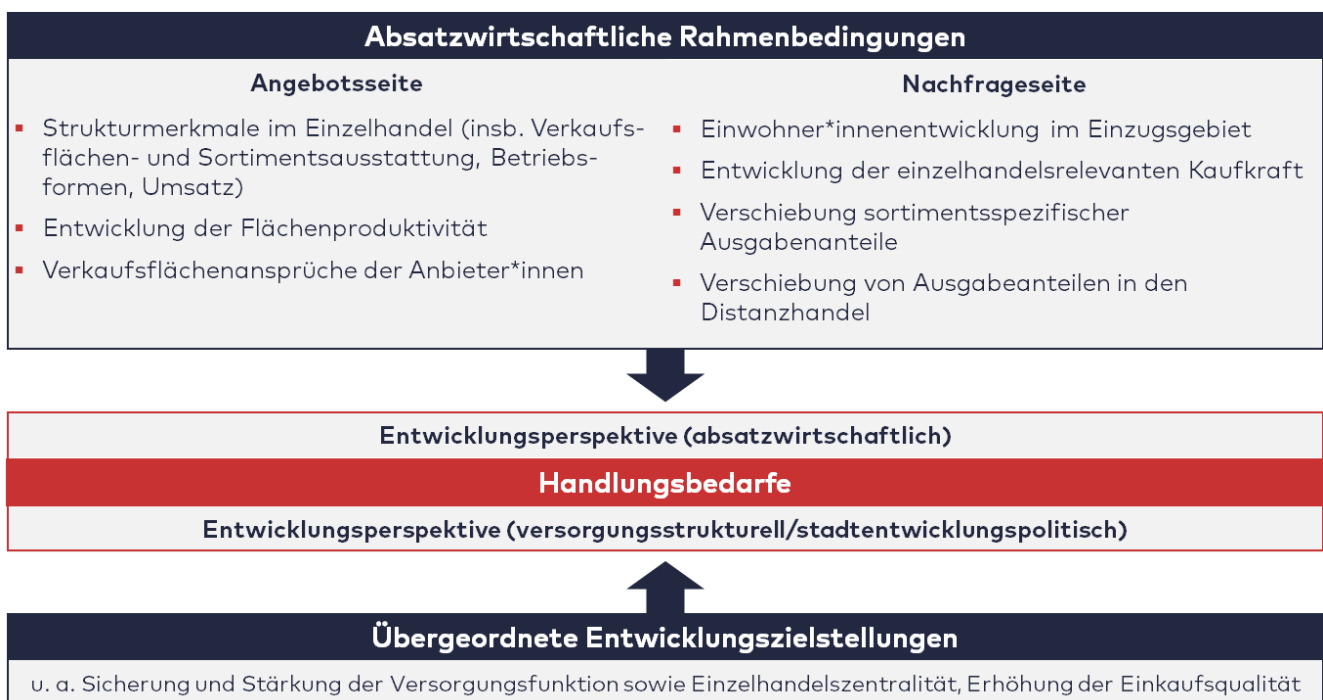 Absatzwirtschaftliche Rahmenbedingungen
Angebotsseite
▪ Strukturmerkmale im Einzelhandel (insb. Verkaufs-
flächen- und Sortimentsausstattung, Betriebs-
formen, Umsatz)
▪ Entwicklung der Flächenproduktivität
▪ Verkaufsflächenansprüche der Anbieter*innen
Nachfrageseite
▪ Einwohner*innenentwicklung im Einzugsgebiet
▪ Entwicklung der einzelhandelsrelevanten Kaufkraft
▪ Verschiebung sortimentsspezifischer
Ausgabenanteile
▪ Verschiebung von Ausgabeanteilen in den
Distanzhandel
Entwicklungsperspektive (absatzwirtschaftlich)
Handlungsbedarfe
Entwicklungsperspektive (versorgungsstrukturell/stadtentwicklungspolitisch)
Übergeordnete Entwicklungszielstellungen
u. a. Sicherung und Stärkung der Versorgungsfunktion sowie Einzelhandelszentralität, Erhöhung der Einkaufsqualität